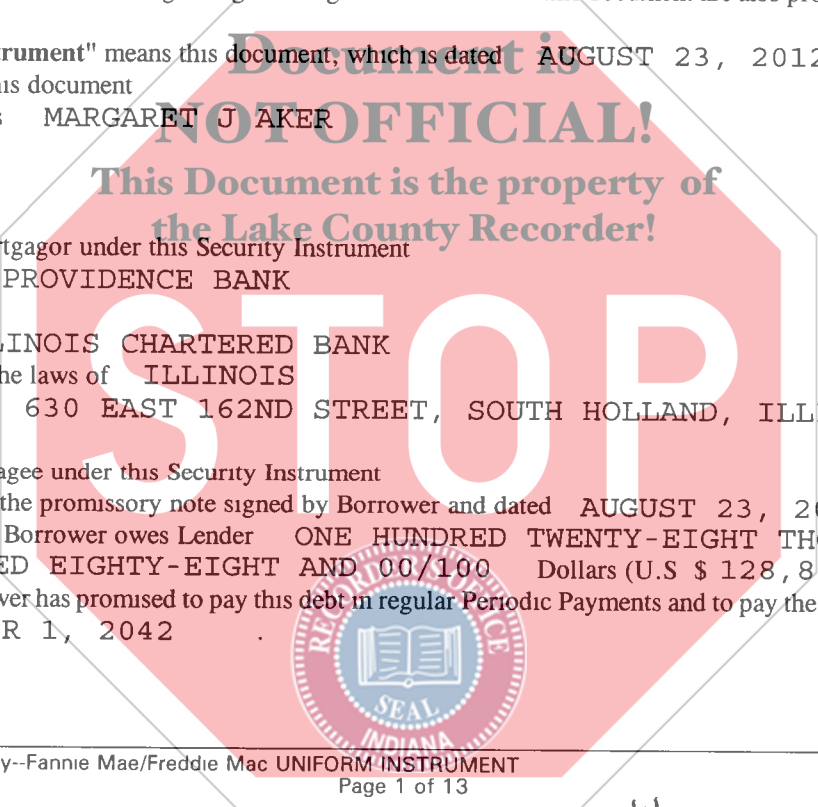 Document is
NOT OFFICIAL!
This Document is the property of
the Lake County Recorder!
STOP
trument" means this document, which is dated AUGUST 23, 2012
nis document
s MARGARET J AKER
rtgagor under this Security Instrument
PROVIDENCE BANK
LINOIS CHARTERED BANK
he laws of ILLINOIS
630 EAST 162ND STREET, SOUTH HOLLAND, ILL
agee under this Security Instrument
the promissory note signed by Borrower and dated AUGUST 23, 2
Borrower owes Lender ONE HUNDRED TWENTY-EIGHT TH
ED EIGHTY-EIGHT AND 00/100 Dollars (U.S $ 128,8
wer has promised to pay this debt in regular Periodic Payments and to pay the
R 1, 2042 .
RECORDER'S OFFICE
SEAL
INDIANA
y--Fannie Mae/Freddie Mac UNIFORM INSTRUMENT
Page 1 of 13